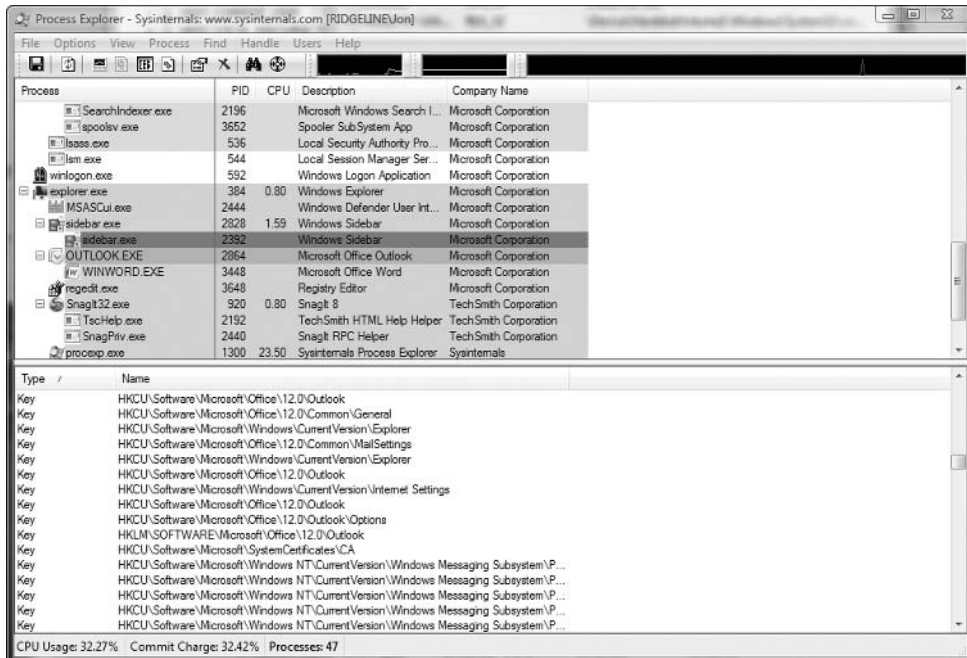 Process Explorer - Sysinternals: www.sysinternals.com [RIDGELINE\Jon]
File Options View Process Find Handle Users Help
Process PID CPU Description Company Name
SearchIndexer.exe 2196 Microsoft Windows Search I... Microsoft Corporation
spoolsv.exe 3652 Spooler SubSystem App Microsoft Corporation
lsass.exe 536 Local Security Authority Pro... Microsoft Corporation
lsm.exe 544 Local Session Manager Ser... Microsoft Corporation
winlogon.exe 592 Windows Logon Application Microsoft Corporation
explorer.exe 384 0.80 Windows Explorer Microsoft Corporation
MSASCui.exe 2444 Windows Defender User Int... Microsoft Corporation
sidebar.exe 2828 1.59 Windows Sidebar Microsoft Corporation
sidebar.exe 2392 Windows Sidebar Microsoft Corporation
OUTLOOK.EXE 2864 Microsoft Office Outlook Microsoft Corporation
WINWORD.EXE 3448 Microsoft Office Word Microsoft Corporation
regedit.exe 3648 Registry Editor Microsoft Corporation
SnagIt32.exe 920 0.80 SnagIt 8 TechSmith Corporation
TscHelp.exe 2192 TechSmith HTML Help Helper TechSmith Corporation
SnagPriv.exe 2440 SnagIt RPC Helper TechSmith Corporation
procexp.exe 1300 23.50 Sysinternals Process Explorer Sysinternals
Type / Name
Key HKCU\Software\Microsoft\Office\12.0\Outlook
Key HKCU\Software\Microsoft\Office\12.0\Common\General
Key HKCU\Software\Microsoft\Windows\CurrentVersion\Explorer
Key HKCU\Software\Microsoft\Office\12.0\Common\MailSettings
Key HKCU\Software\Microsoft\Windows\CurrentVersion\Explorer
Key HKCU\Software\Microsoft\Office\12.0\Outlook
Key HKCU\Software\Microsoft\Windows\CurrentVersion\Internet Settings
Key HKCU\Software\Microsoft\Office\12.0\Outlook
Key HKCU\Software\Microsoft\Office\12.0\Outlook\Options
Key HKLM\SOFTWARE\Microsoft\Office\12.0\Outlook
Key HKCU\Software\Microsoft\SystemCertificates\CA
Key HKCU\Software\Microsoft\Windows NT\CurrentVersion\Windows Messaging Subsystem\P...
Key HKCU\Software\Microsoft\Windows NT\CurrentVersion\Windows Messaging Subsystem\P...
Key HKCU\Software\Microsoft\Windows NT\CurrentVersion\Windows Messaging Subsystem\P...
Key HKCU\Software\Microsoft\Windows NT\CurrentVersion\Windows Messaging Subsystem\P...
Key HKCU\Software\Microsoft\Windows NT\CurrentVersion\Windows Messaging Subsystem\P...
CPU Usage: 32.27% Commit Charge: 32.42% Processes: 47